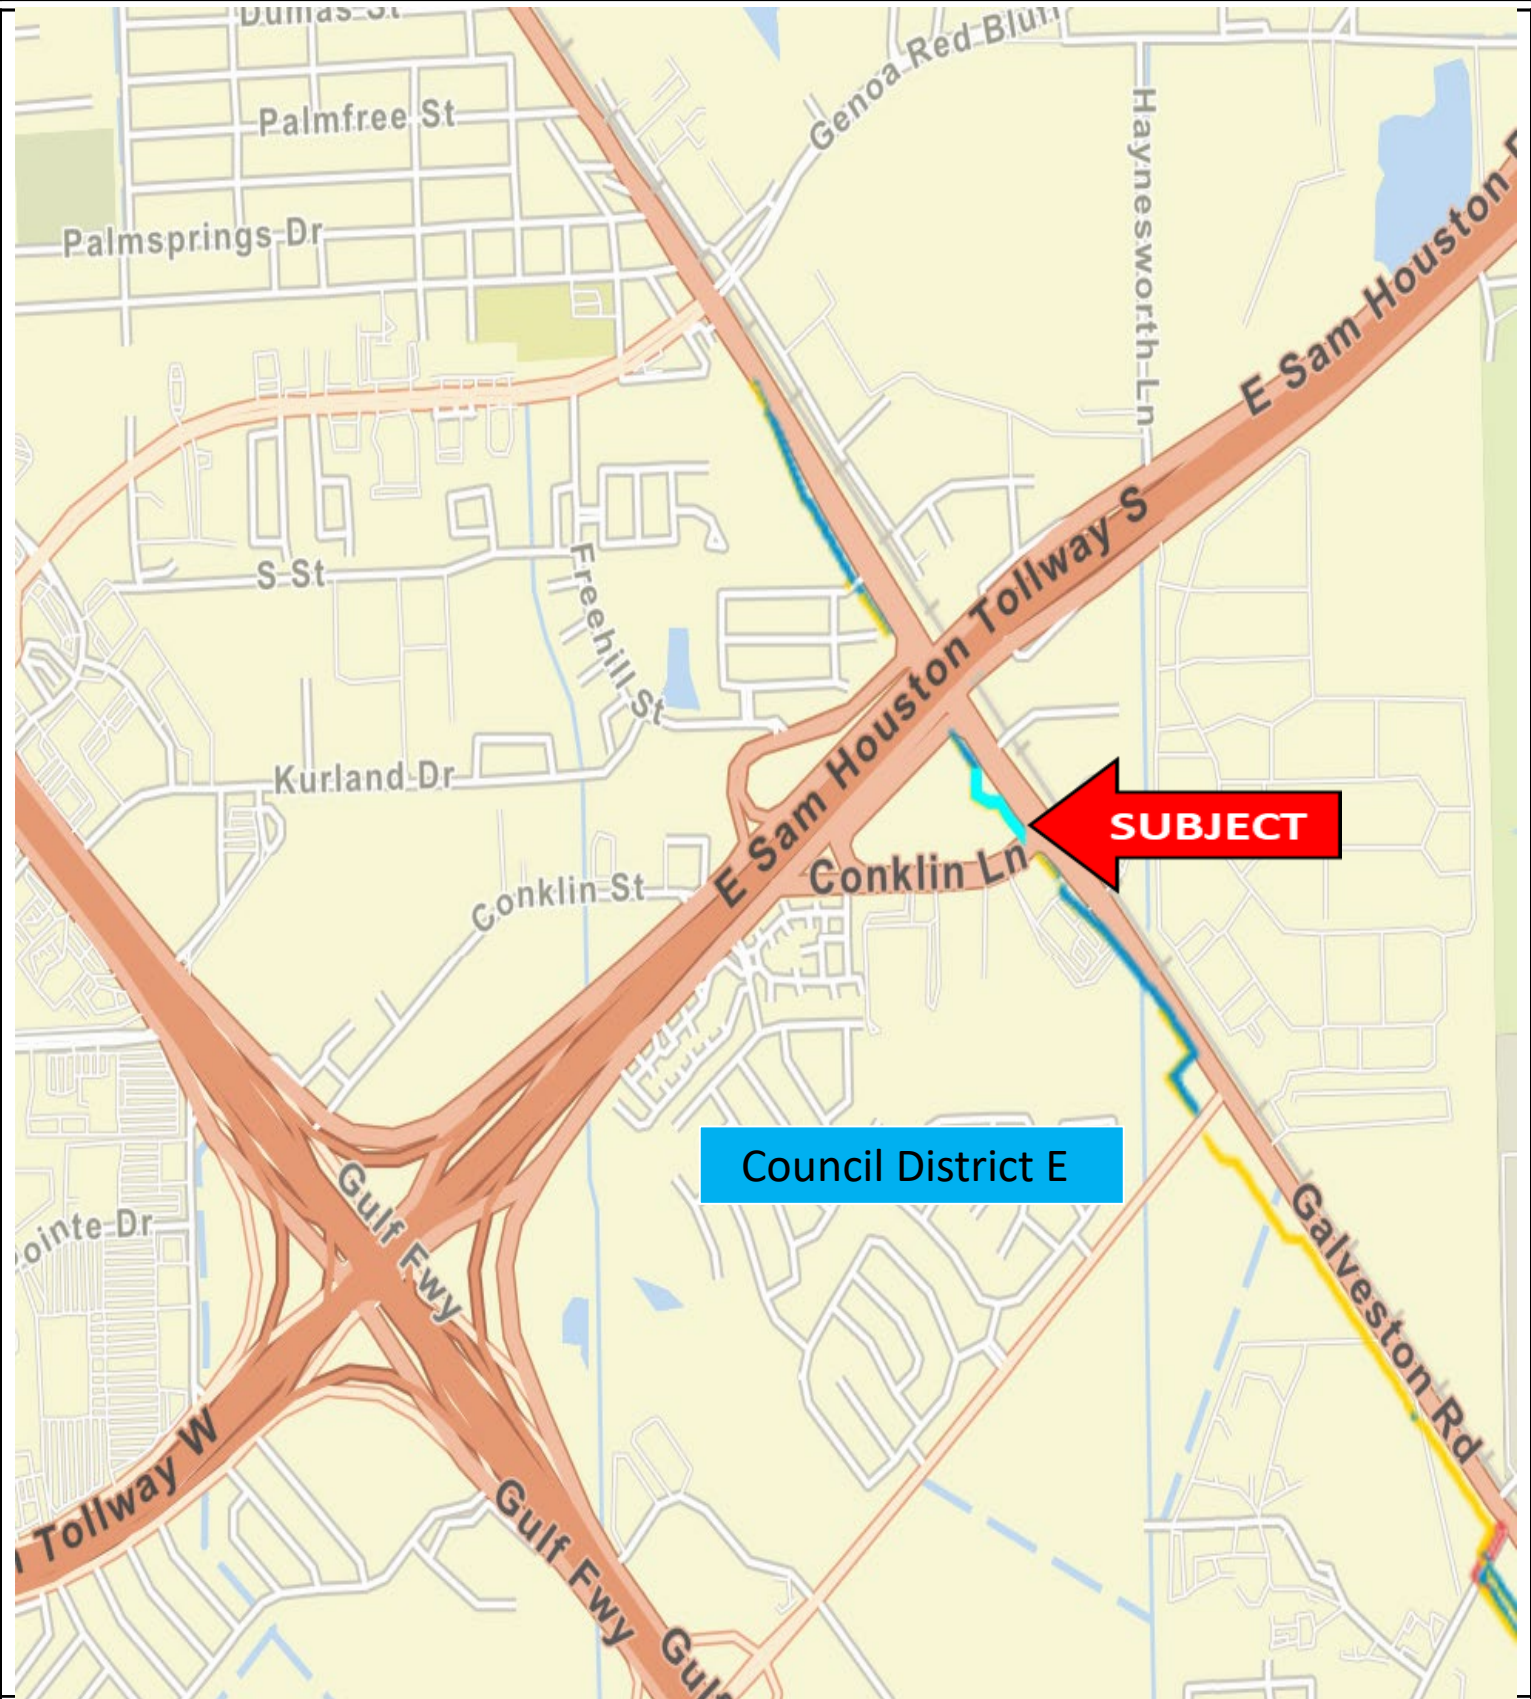 Dumas St
Genoa Red Bluff
Palmfree St
Haynesworth Ln
Palmsprings Dr
E Sam Houston
E Sam Houston Tollway S
S St
Freehill St
Kurland Dr
SUBJECT
Conklin Ln
Conklin St
Council District E
Gulf Fwy
Galveston Rd
ointe Dr
Tollway W
Gulf Fwy
Gulf